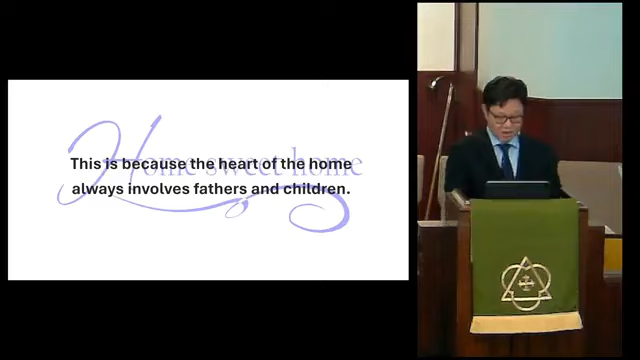 Home sweet home
This is because the heart of the home
always involves fathers and children.